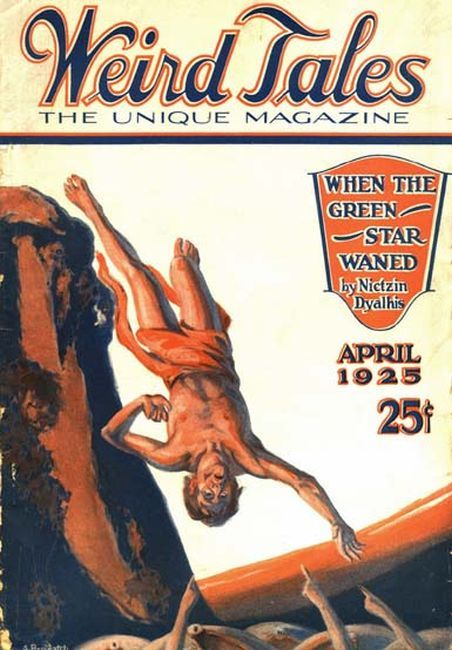 Weird Tales
THE UNIQUE MAGAZINE
WHEN THE
GREEN
STAR
WANED
by Nictzin
Dyalhis
APRIL
1925
25¢